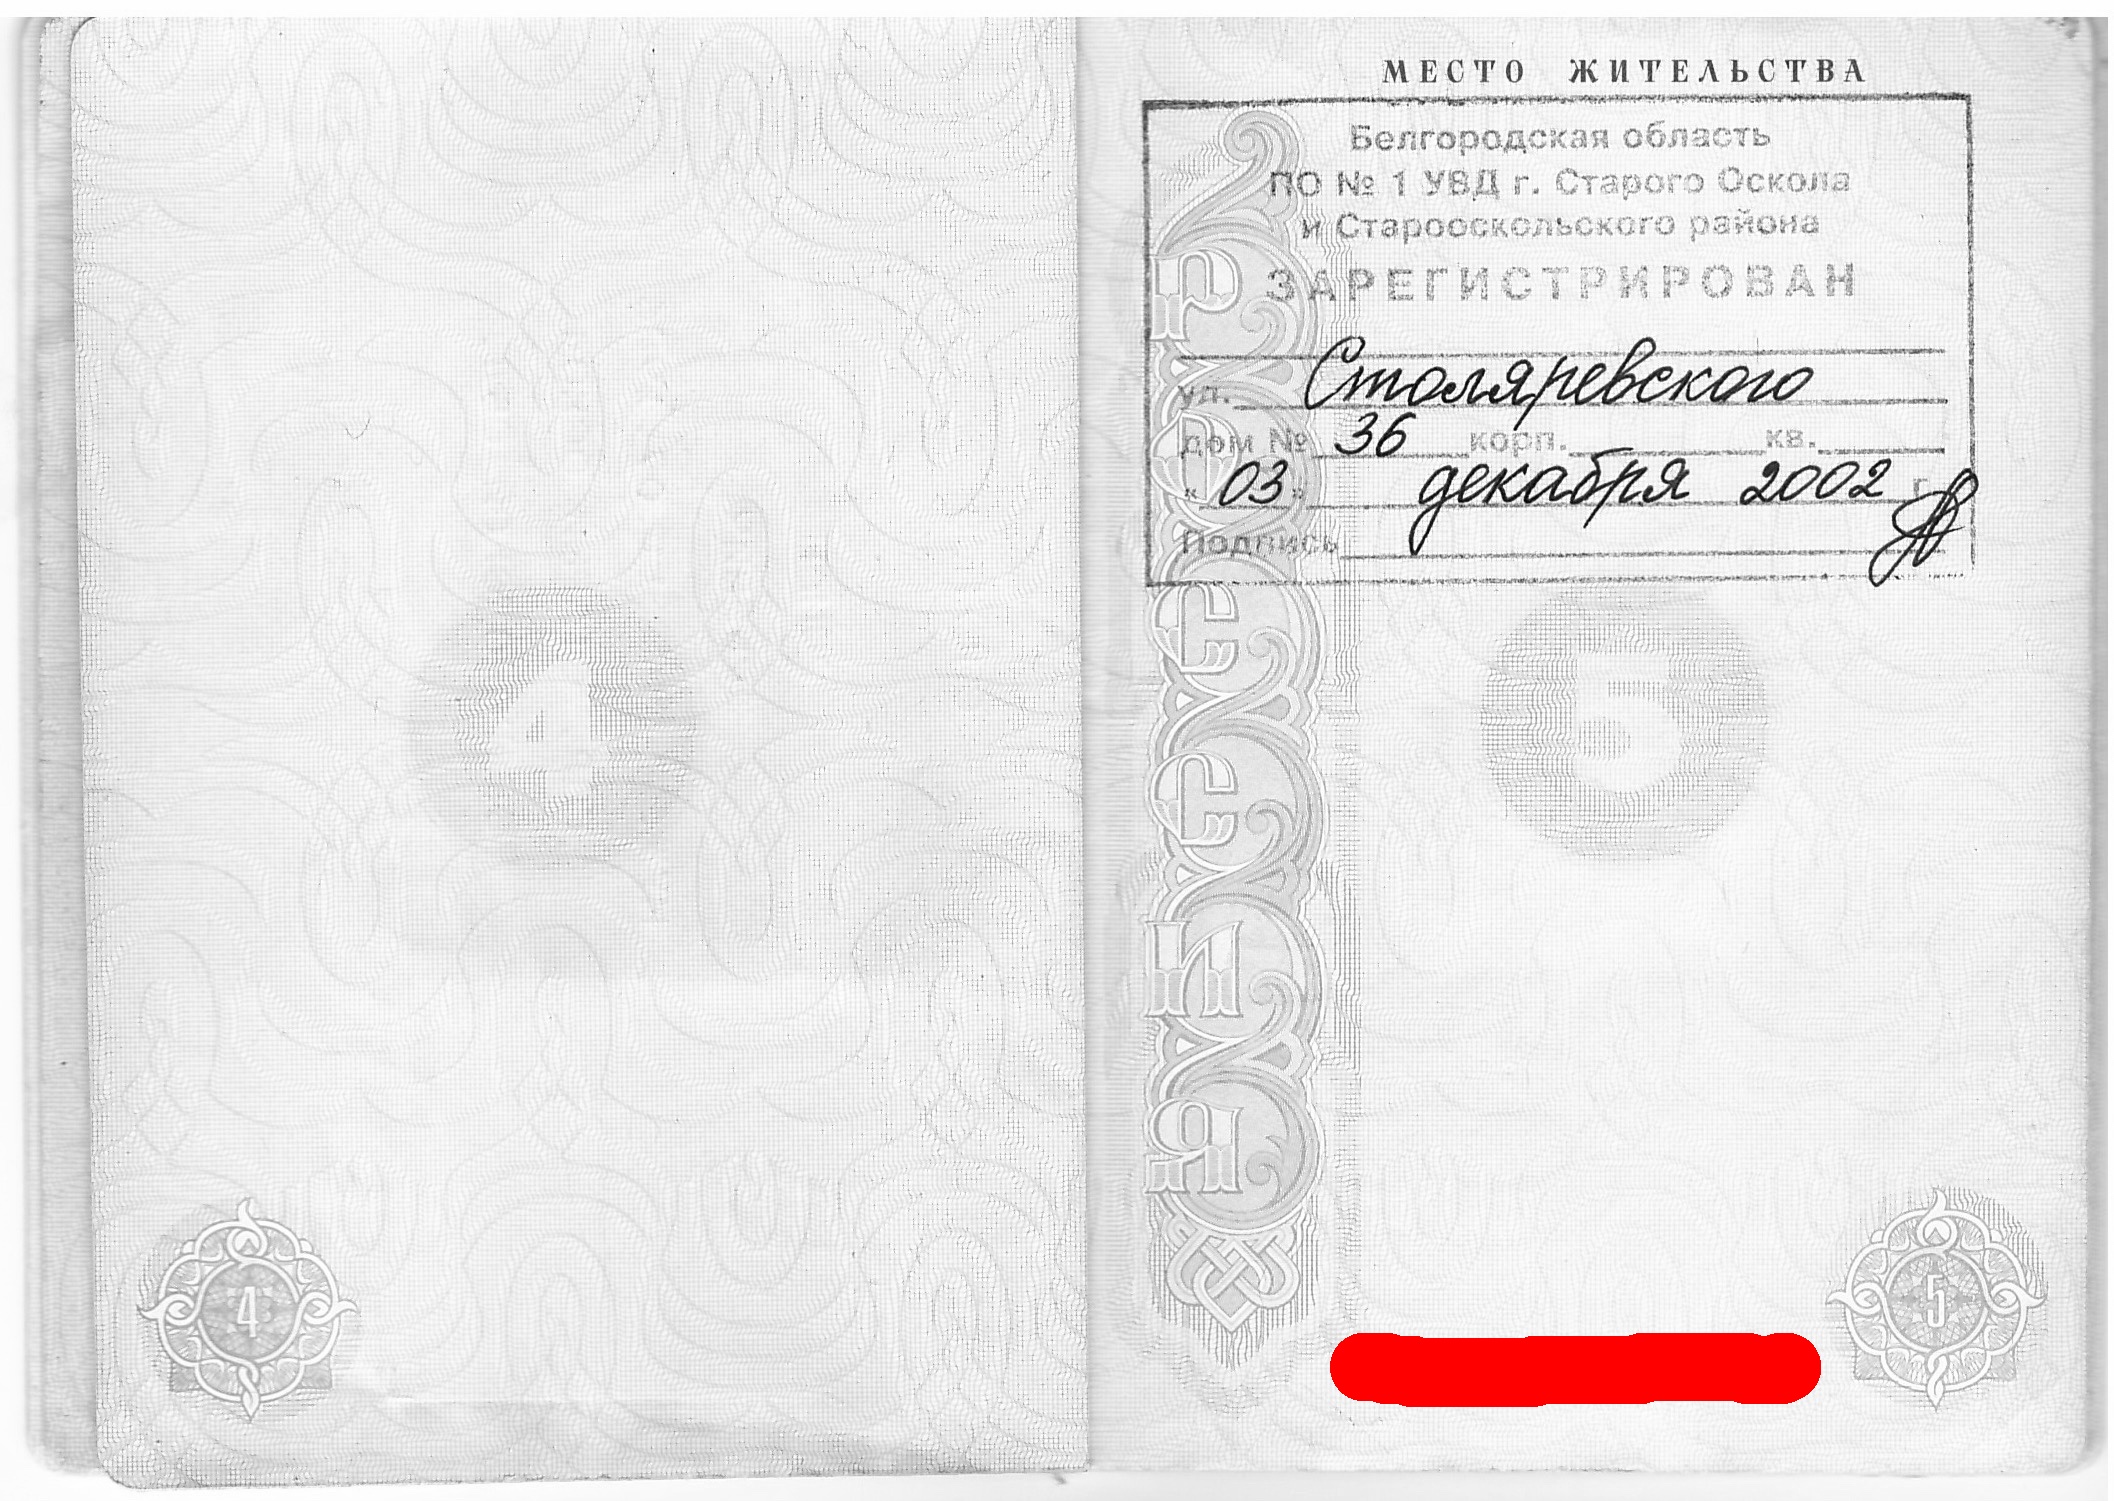 МЕСТО ЖИТЕЛЬСТВА
Белгородская область
ПО № 1 УВД г. Старого Оскола
и Старооскольского района
ЗАРЕГИСТРИРОВАН
ул. Столяревского
дом № 36 корп. кв.
"03" декабря 2002 г.
Подпись
РОССИЯ
4
5
4
5